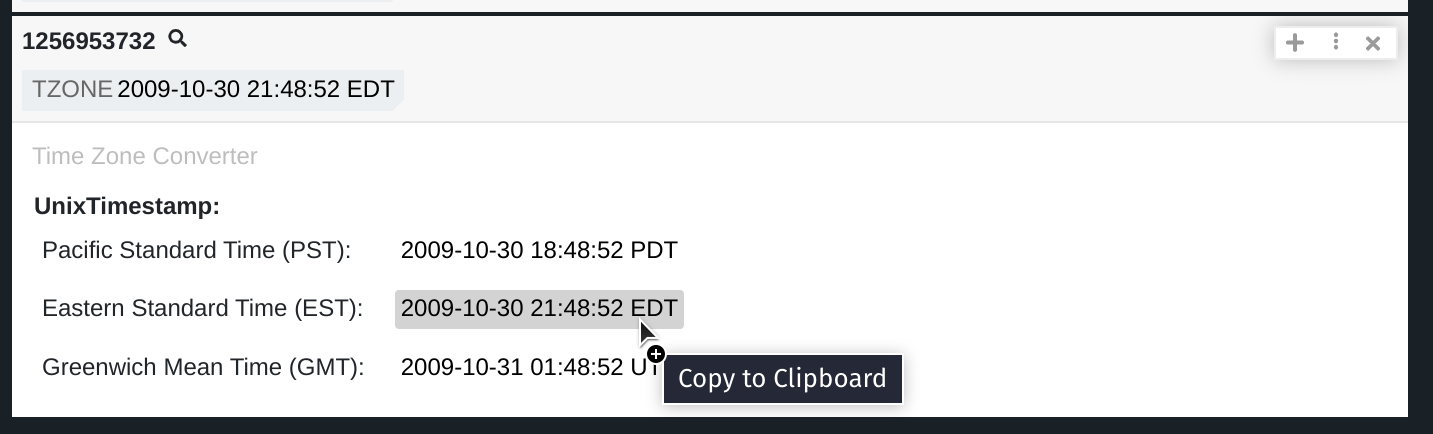 1256953732
TZONE 2009-10-30 21:48:52 EDT
Time Zone Converter
UnixTimestamp:
Pacific Standard Time (PST): 2009-10-30 18:48:52 PDT
Eastern Standard Time (EST): 2009-10-30 21:48:52 EDT
Greenwich Mean Time (GMT): 2009-10-31 01:48:52
Copy to Clipboard